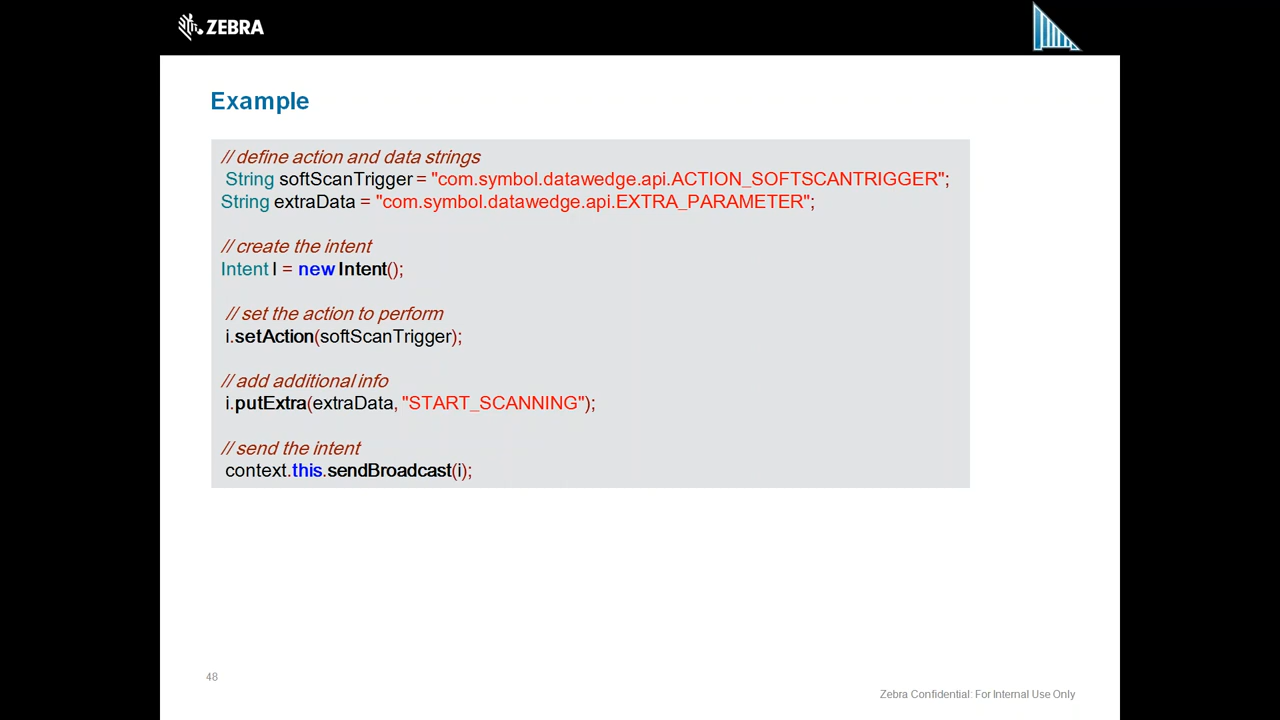 ZEBRA
Example
// define action and data strings
String softScanTrigger = "com.symbol.datawedge.api.ACTION_SOFTSCANTRIGGER";
String extraData = "com.symbol.datawedge.api.EXTRA_PARAMETER";
// create the intent
Intent I = new Intent();
// set the action to perform
i.setAction(softScanTrigger);
// add additional info
i.putExtra(extraData, "START_SCANNING");
// send the intent
context.this.sendBroadcast(i);
48
Zebra Confidential: For Internal Use Only